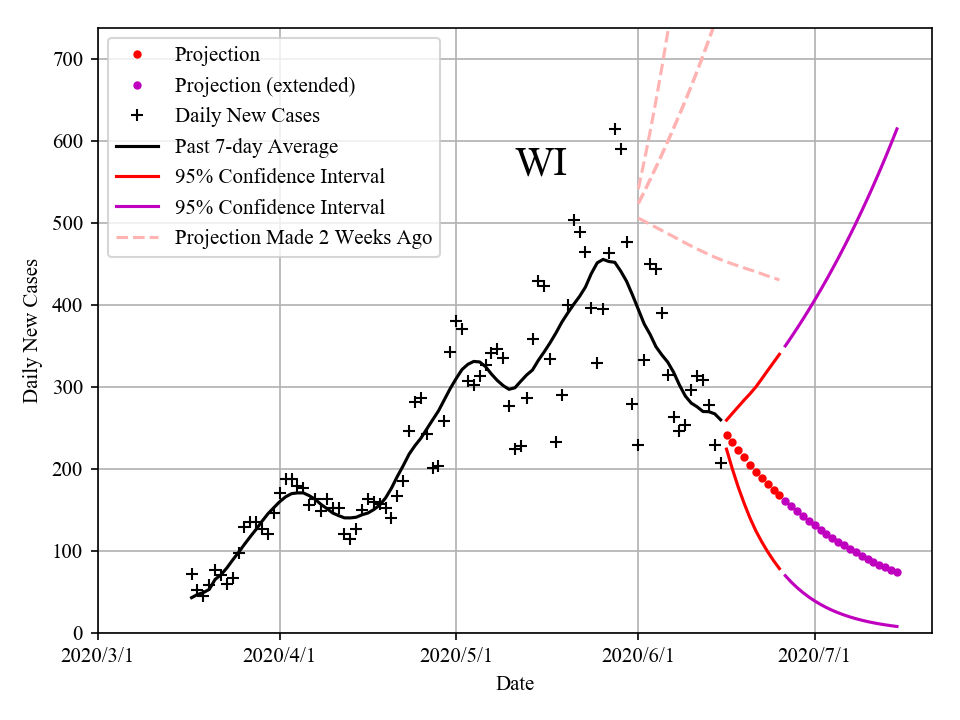 Projection
Projection (extended)
Daily New Cases
Past 7-day Average
95% Confidence Interval
95% Confidence Interval
Projection Made 2 Weeks Ago
WI
700
600
500
400
300
200
100
0
Daily New Cases
2020/3/1
2020/4/1
2020/5/1
2020/6/1
2020/7/1
Date